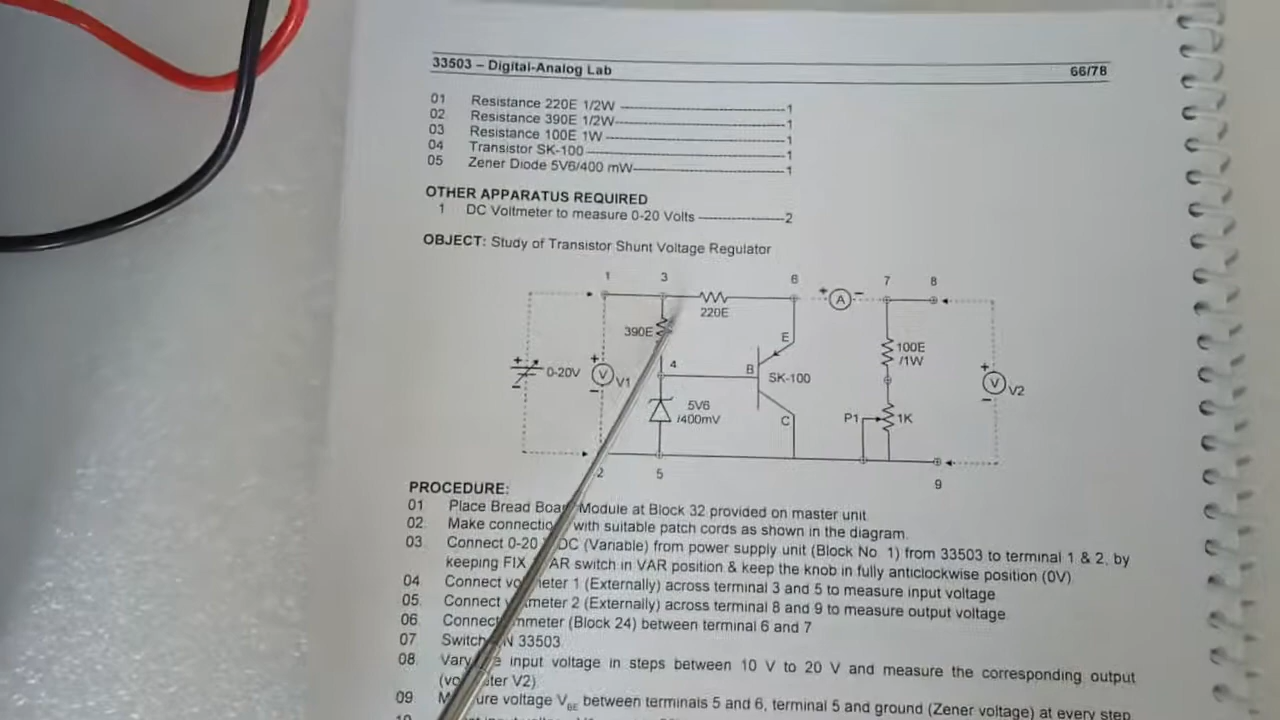 33503 – Digital-Analog Lab 66/78
01 Resistance 220E 1/2W 1
02 Resistance 390E 1/2W 1
03 Resistance 100E 1W 1
04 Transistor SK-100 1
05 Zener Diode 5V6/400 mW 1
OTHER APPARATUS REQUIRED
1 DC Voltmeter to measure 0-20 Volts 2
OBJECT: Study of Transistor Shunt Voltage Regulator
1 3 6 7 8
+ A -
220E
390E
E
100E
/1W
+
- 0-20V
+
V V1
-
4
B
SK-100
+
V V2
-
5V6
/400mV
C
P1 1K
2 5 9
PROCEDURE:
01 Place Bread Module at Block 32 provided on master unit
02. Make with suitable patch cords as shown in the diagram.
03. Connect 0-20 DC (Variable) from power supply unit (Block No. 1) from 33503 to terminal 1 & 2, by
keeping FIX switch in VAR position & keep the knob in fully anticlockwise position (0V)
04. Connect 1 (Externally) across terminal 3 and 5 to measure input voltage
05. Connect 2 (Externally) across terminal 8 and 9 to measure output voltage
06. Connect (Block 24) between terminal 6 and 7
07. Switch 33503
08. Vary input voltage in steps between 10 V to 20 V and measure the corresponding output
V2)
09. voltage VBE between terminals 5 and 6, terminal 5 and ground (Zener voltage) at every step